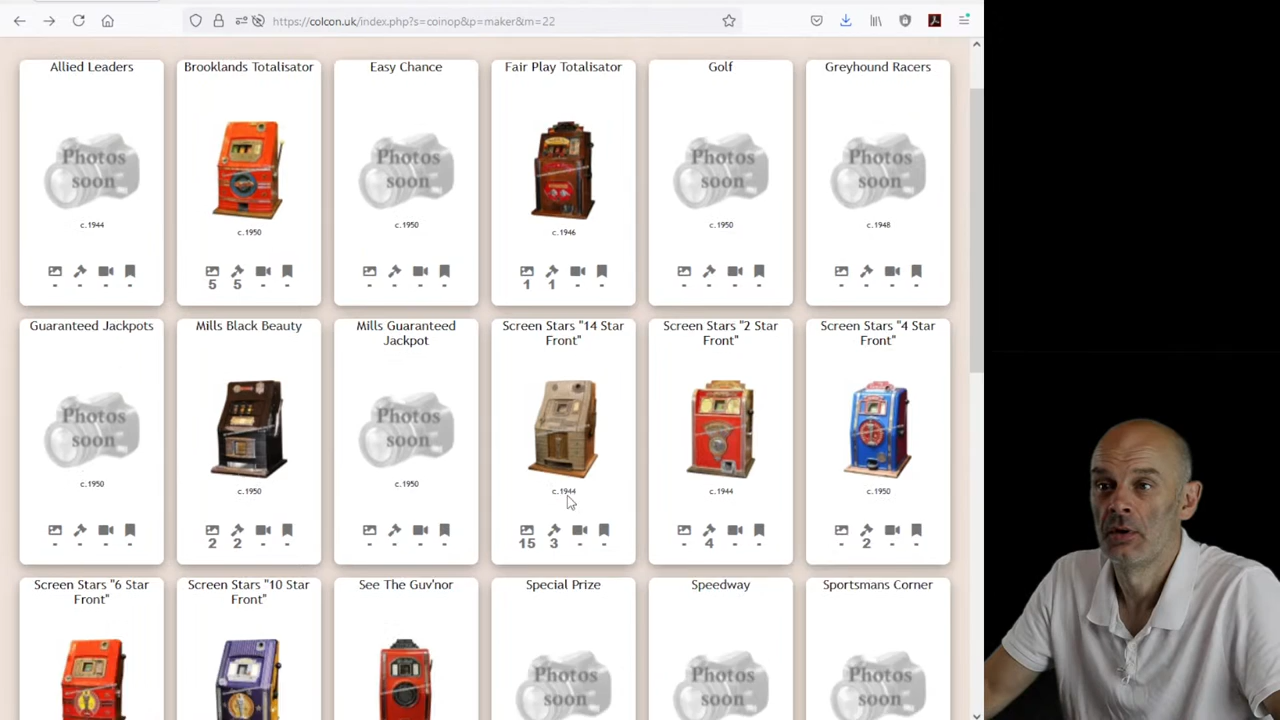 https://colcon.uk/index.php?s=coinop&p=maker&m=22
Allied Leaders
Brooklands Totalisator
Easy Chance
Fair Play Totalisator
Golf
Greyhound Racers
Photos
soon
Photos
soon
Photos
soon
Photos
soon
c.1944
c.1950
c.1950
c.1946
c.1950
c.1948
- - - -
5 5 - -
- - - -
1 1 - -
- - - -
- - - -
Guaranteed Jackpots
Mills Black Beauty
Mills Guaranteed
Jackpot
Screen Stars "14 Star
Front"
Screen Stars "2 Star
Front"
Screen Stars "4 Star
Front"
Photos
soon
Photos
soon
c.1950
c.1950
c.1950
c.1944
c.1944
c.1950
- - - -
2 2 - -
- - - -
15 3 - -
- 4 - -
- 2 - -
Screen Stars "6 Star
Front"
Screen Stars "10 Star
Front"
See The Guv'nor
Special Prize
Speedway
Sportsmans Corner
Photos
soon
Photos
soon
Photos
soon